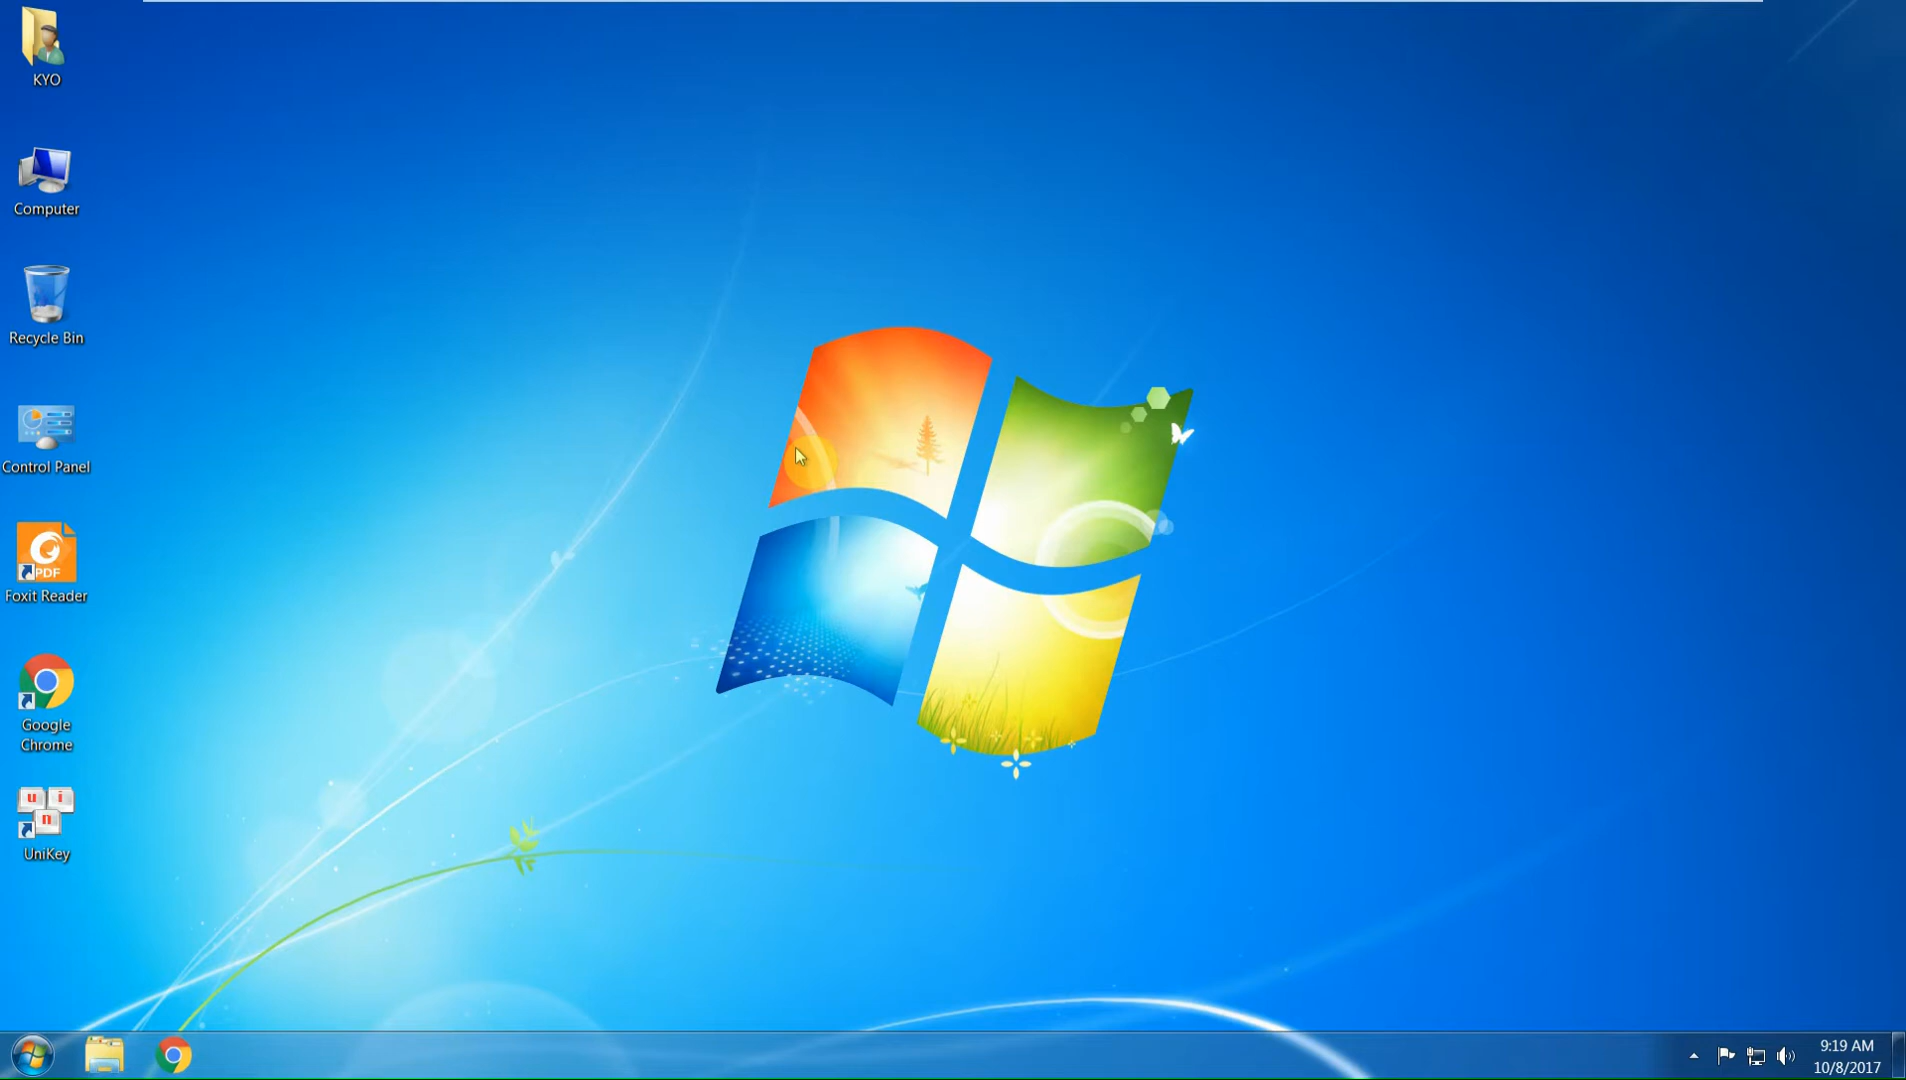 KYO
Computer
Recycle Bin
Control Panel
PDF
Foxit Reader
Google
Chrome
u i
n
UniKey
9:19 AM
10/8/2017